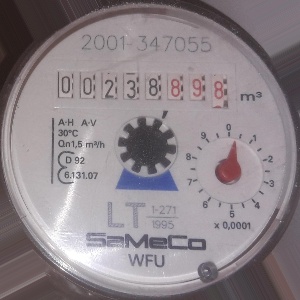 2001-347055
00238898 m³
A·H A·V
30°C
Qn1,5 m³/h
D 92
6.131.07
9 0 1
8 2
7 3
6 5 4
x 0,0001
LT 1-271
1995
SaMeCo
WFU